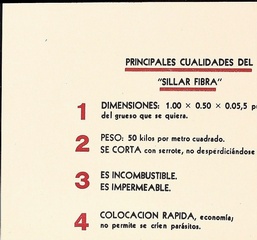 PRINCIPALES CUALIDADES DEL
"SILLAR FIBRA"
1 DIMENSIONES: 1.00 × 0.50 × 0.05,5
del grueso que se quiera.
2 PESO: 50 kilos por metro cuadrado.
SE CORTA con serrote, no desperdiciándose
3 ES INCOMBUSTIBLE.
ES IMPERMEABLE.
4 COLOCACION RAPIDA, economía;
no permite se crien parásitos.